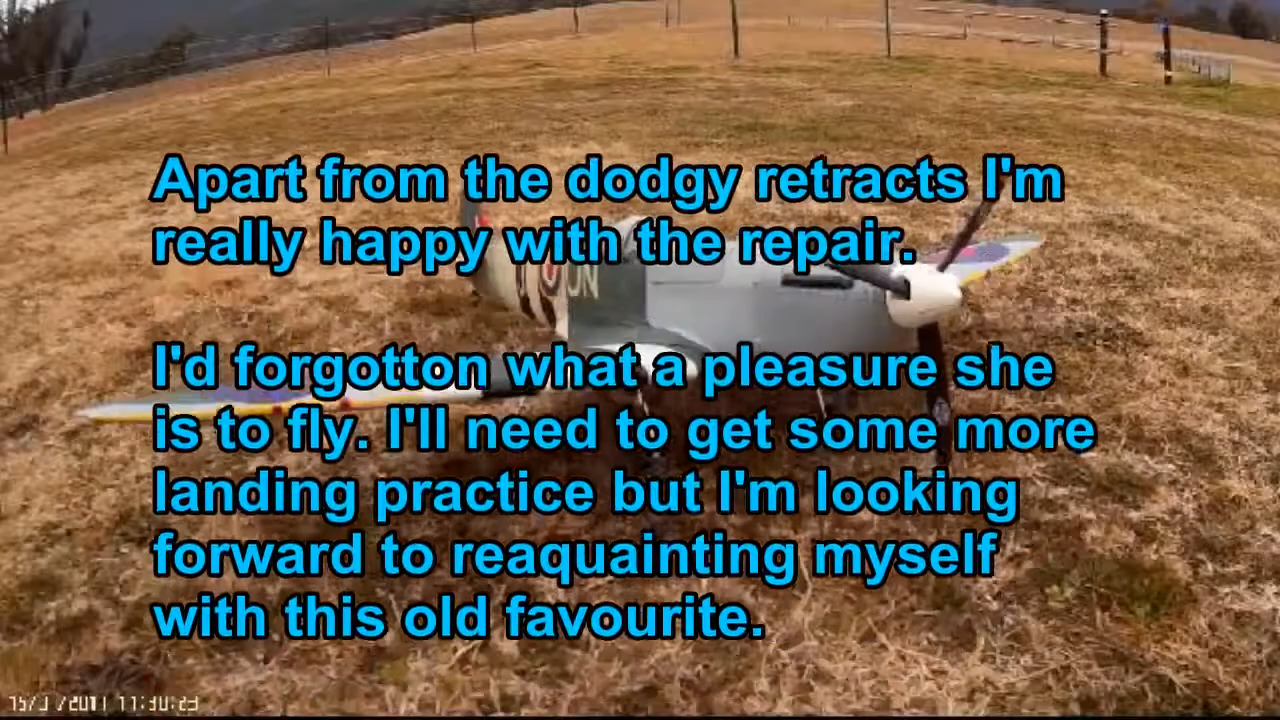 Apart from the dodgy retracts I'm
really happy with the repair.
I'd forgotton what a pleasure she
is to fly. I'll need to get some more
landing practice but I'm looking
forward to reaquainting myself
with this old favourite.
JN